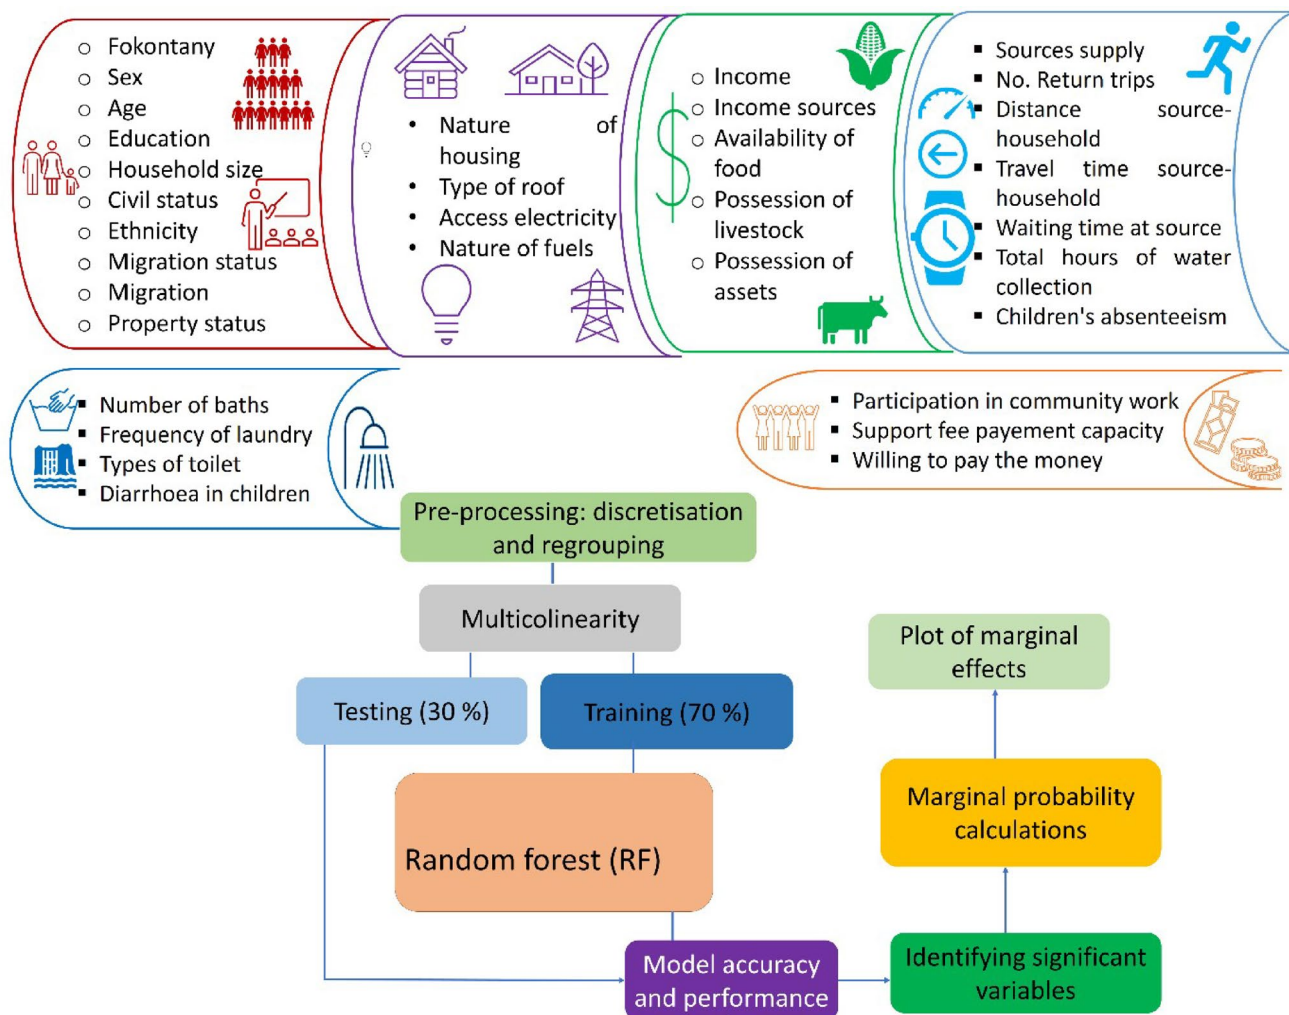 Fokontany
Sex
Age
Education
Household size
Civil status
Ethnicity
Migration status
Migration
Property status
Nature of
housing
Type of roof
Access electricity
Nature of fuels
Income
Income sources
Availability of
food
Possession of
livestock
Possession of
assets
Sources supply
No. Return trips
Distance source-
household
Travel time source-
household
Waiting time at source
Total hours of water
collection
Children's absenteeism
Number of baths
Frequency of laundry
Types of toilet
Diarrhoea in children
Participation in community work
Support fee payement capacity
Willing to pay the money
Pre-processing: discretisation
and regrouping
Multicolinearity
Testing (30 %)
Training (70 %)
Random forest (RF)
Model accuracy
and performance
Identifying significant
variables
Marginal probability
calculations
Plot of marginal
effects